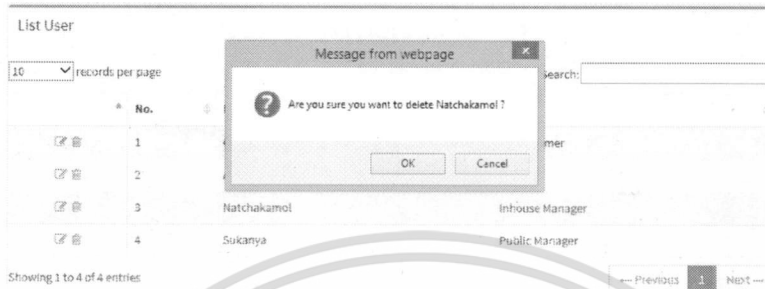 List User
Message from webpage
10 records per page
Search:
Are you sure you want to delete Natchakamol ?
No.
OK Cancel
1
2
3 Natchakamol Inhouse Manager
4 Sukanya Public Manager
Showing 1 to 4 of 4 entries
← Previous 1 Next →